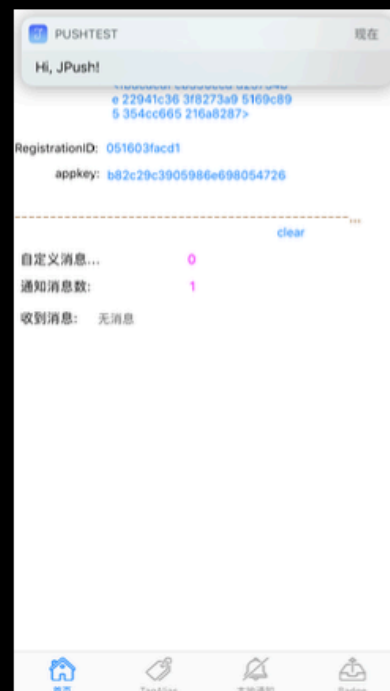 PUSHTEST 现在
Hi, JPush!
e 22941c36 3f8273a9 5169c89
5 354cc665 216a8287>
RegistrationID: 051603facd1
appkey: b82c29c3905986e698054726
clear
自定义消息... 0
通知消息数: 1
收到消息: 无消息
首页